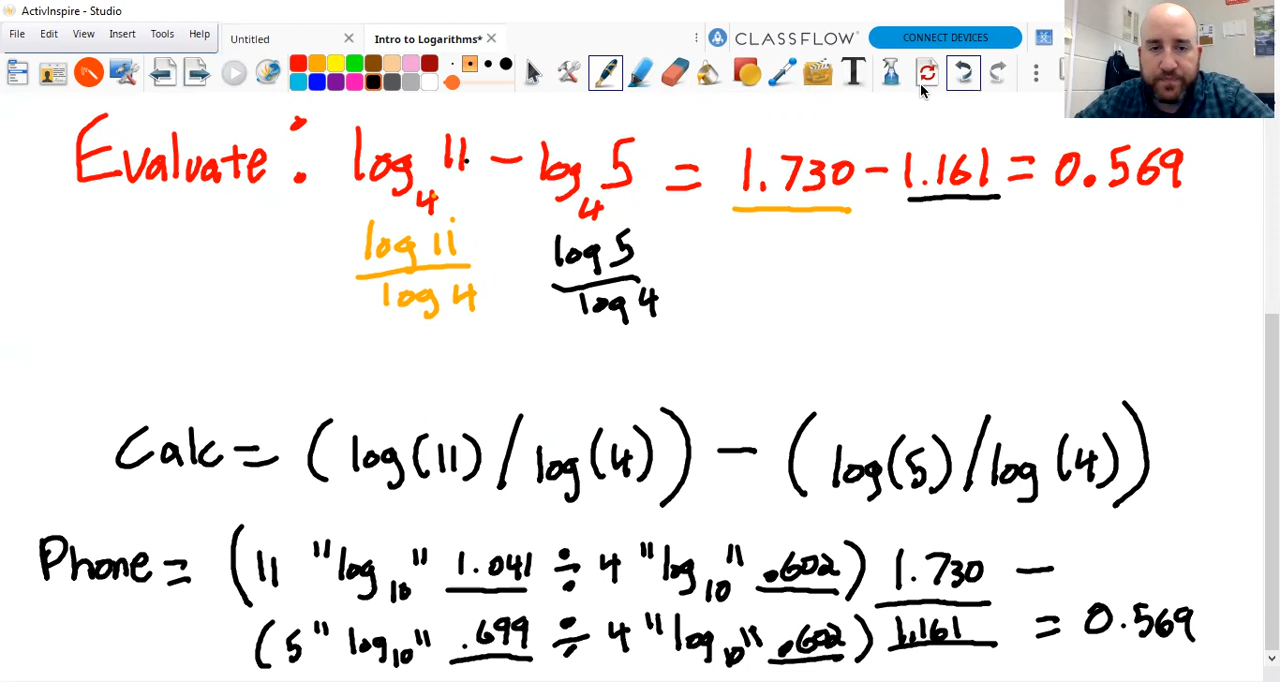 ActivInspire - Studio
File Edit View Insert Tools Help
Untitled
Intro to Logarithms*
CLASSFLOW
CONNECT DEVICES
Evaluate : log₄ 11 − log₄ 5 = 1.730 − 1.161 = 0.569
log 11 / log 4
log 5 / log 4
Calc = (log(11) / log(4)) − (log(5) / log(4))
Phone = (11 "log₁₀" 1.041 ÷ 4 "log₁₀" .602) 1.730 −
(5 "log₁₀" .699 ÷ 4 "log₁₀" .602) 1.161 = 0.569